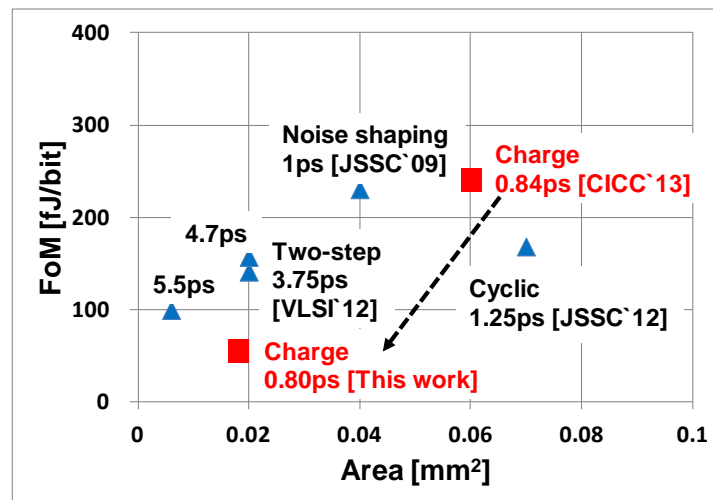 400
300
200
100
0
FoM [fJ/bit]
Noise shaping
1ps [JSSC`09]
Charge
0.84ps [CICC`13]
4.7ps
Two-step
3.75ps
[VLSI`12]
5.5ps
Cyclic
1.25ps [JSSC`12]
Charge
0.80ps [This work]
0 0.02 0.04 0.06 0.08 0.1
Area [mm²]